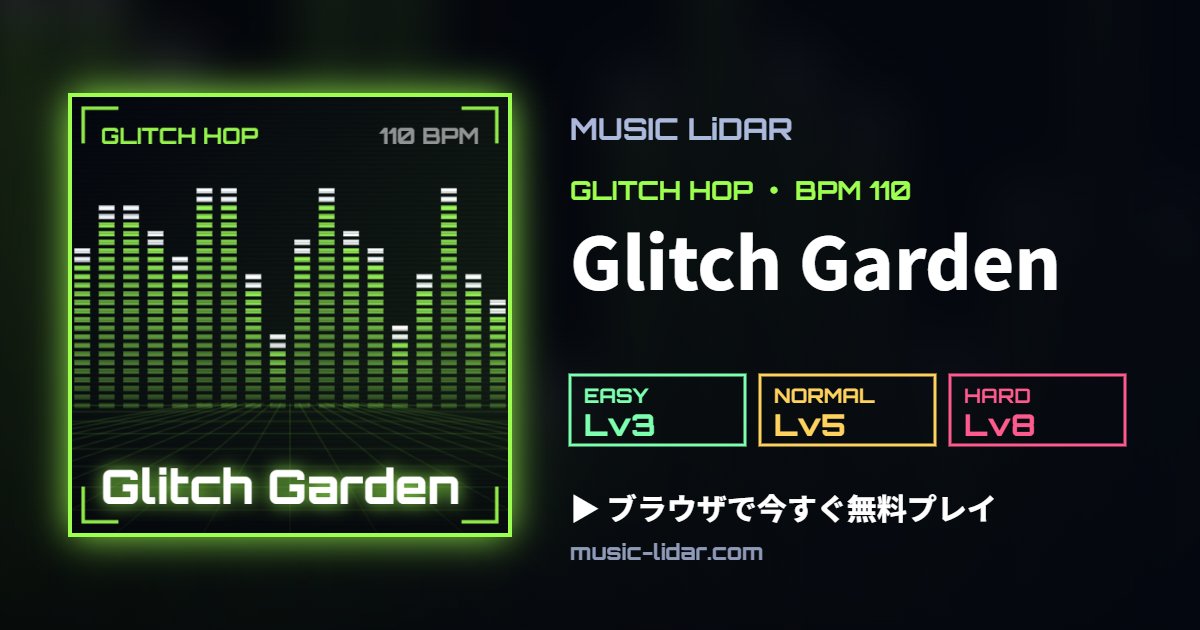 GLITCH HOP
110 BPM
Glitch Garden
MUSIC LiDAR
GLITCH HOP • BPM 110
Glitch Garden
EASY
Lv3
NORMAL
Lv5
HARD
Lv8
▶ ブラウザで今すぐ無料プレイ
music-lidar.com